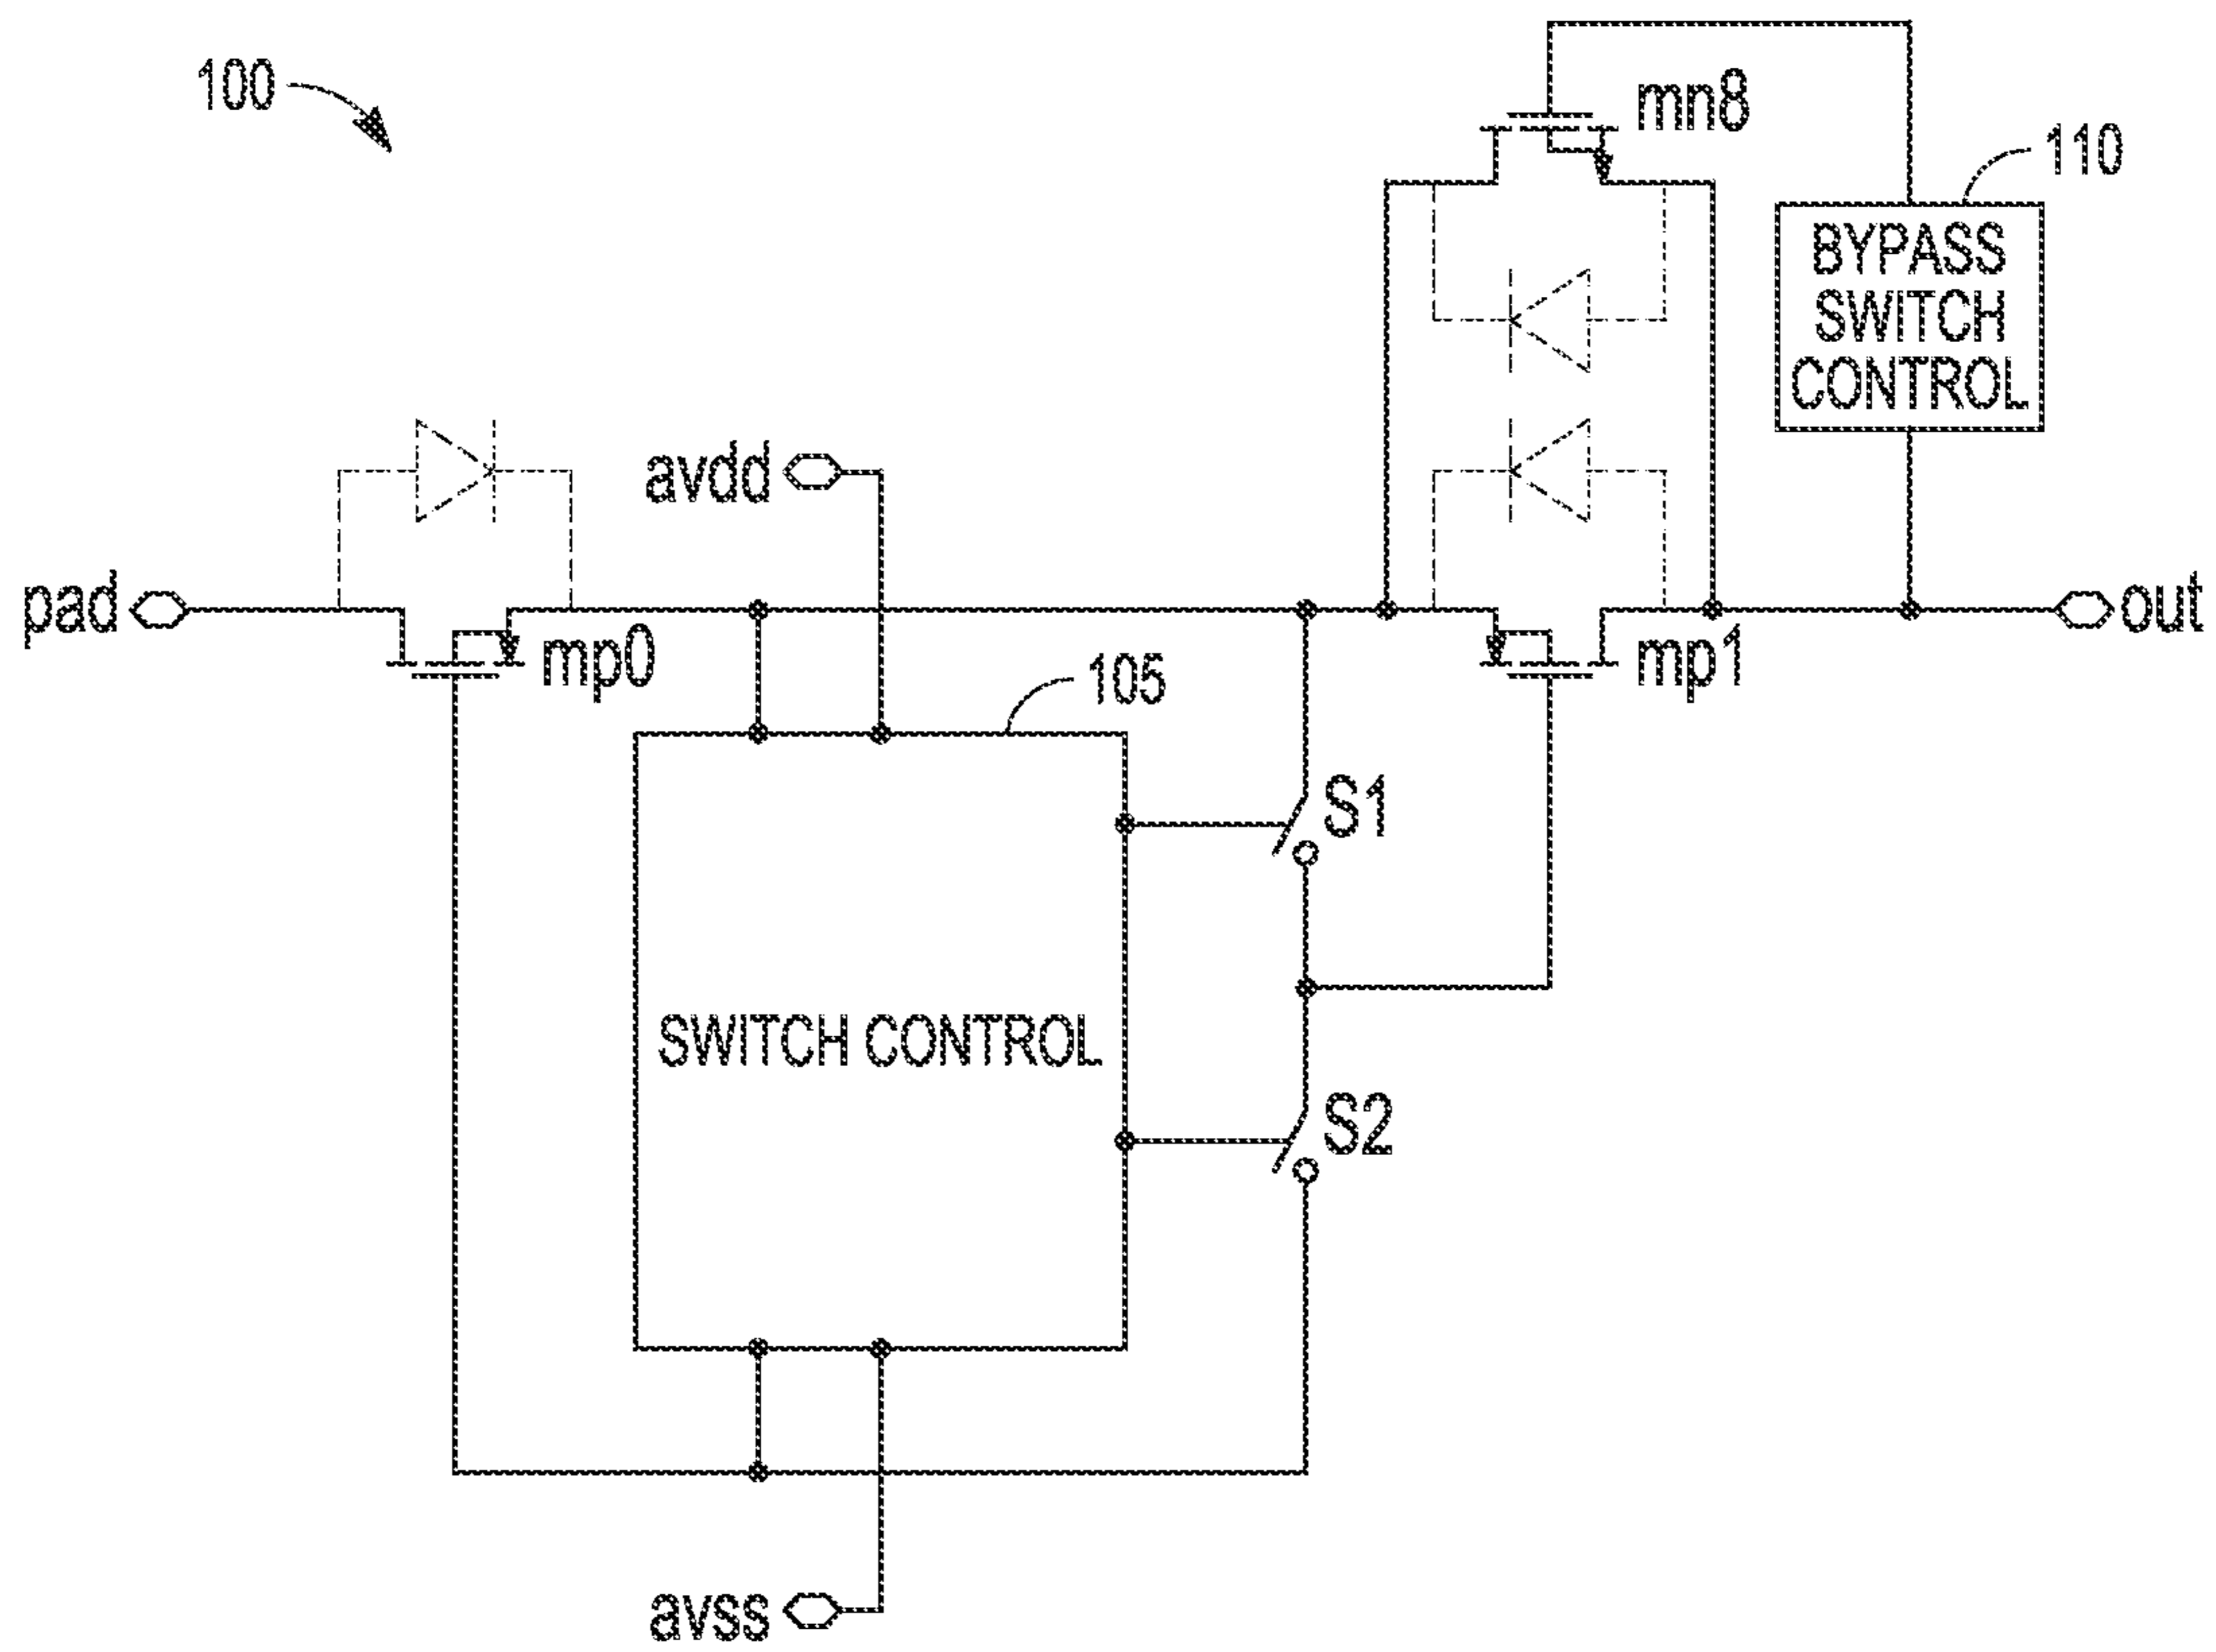 100
mn8
110
BYPASS
SWITCH
CONTROL
avdd
pad
out
mp0
mp1
105
S1
SWITCH CONTROL
S2
avss